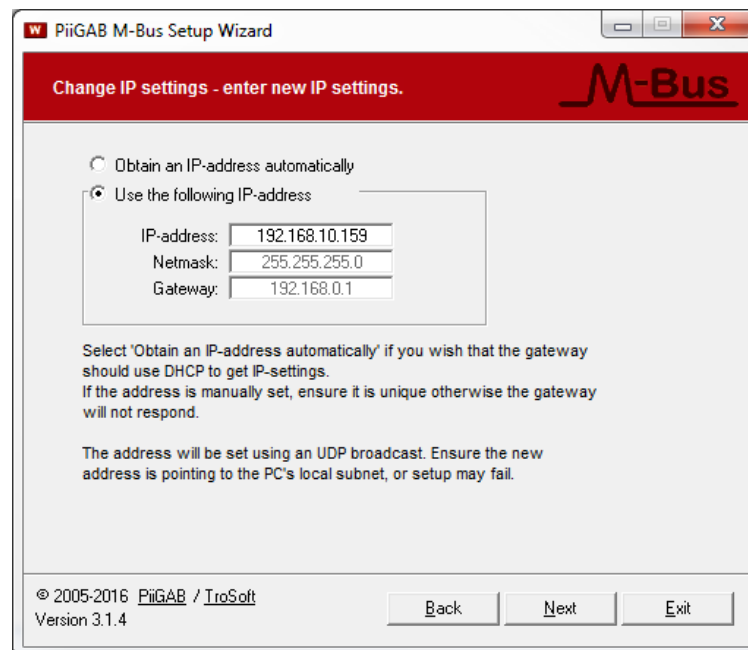 PiiGAB M-Bus Setup Wizard
Change IP settings - enter new IP settings.
M-Bus
Obtain an IP-address automatically
Use the following IP-address
IP-address: 192.168.10.159
Netmask: 255.255.255.0
Gateway: 192.168.0.1
Select 'Obtain an IP-address automatically' if you wish that the gateway
should use DHCP to get IP-settings.
If the address is manually set, ensure it is unique otherwise the gateway
will not respond.
The address will be set using an UDP broadcast. Ensure the new
address is pointing to the PC's local subnet, or setup may fail.
© 2005-2016 PiiGAB / TroSoft
Version 3.1.4
Back Next Exit